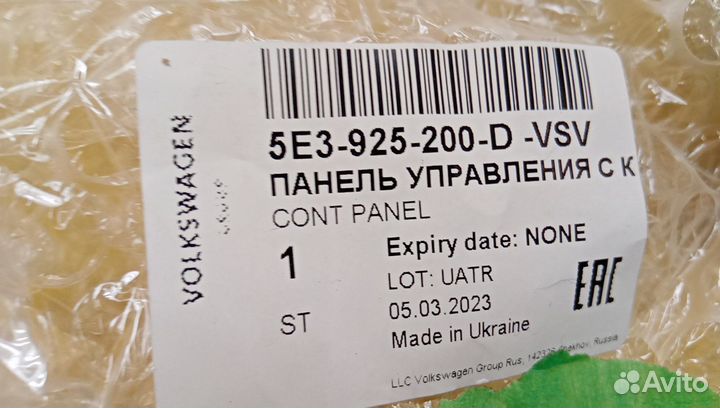 VOLKSWAGEN
5E3-925-200-D -VSV
ПАНЕЛЬ УПРАВЛЕНИЯ С К
CONT PANEL
1
ST
Expiry date: NONE
LOT: UATR
05.03.2023
Made in Ukraine
EAC
LLC Volkswagen Group Rus, Russia
Avito